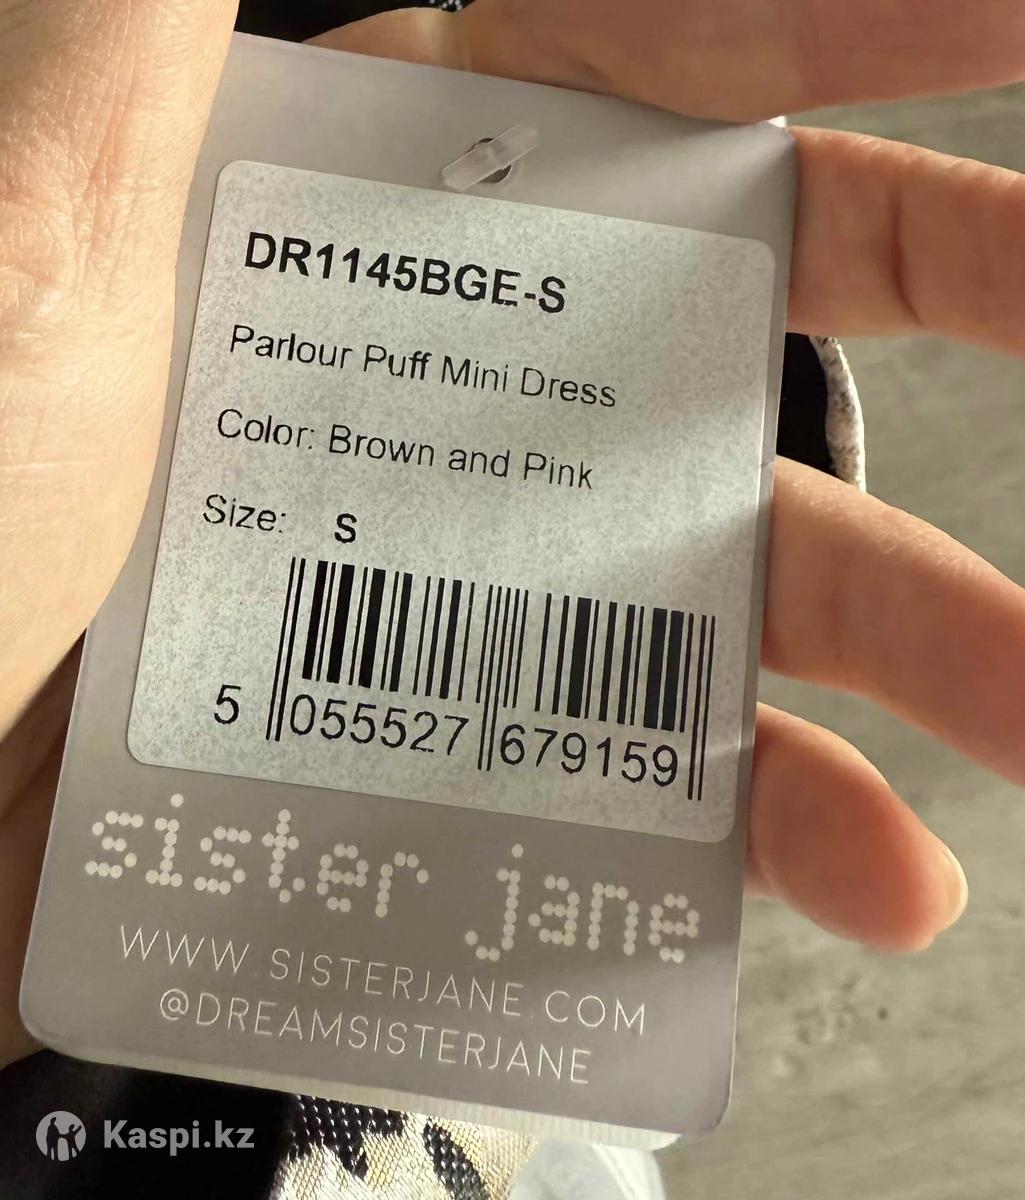 DR1145BGE-S
Parlour Puff Mini Dress
Color: Brown and Pink
Size: S
5 055527 679159
sister jane
WWW.SISTERJANE.COM
@DREAMSISTERJANE
Kaspi.kz